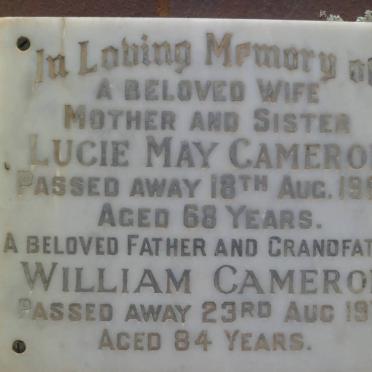 In Loving Memory of
A BELOVED WIFE
MOTHER AND SISTER
LUCIE MAY CAMERO
PASSED AWAY 18TH AUG. 19
AGED 68 YEARS.
A BELOVED FATHER AND GRANDFAT
WILLIAM CAMERO
PASSED AWAY 23RD AUG 19
AGED 84 YEARS.